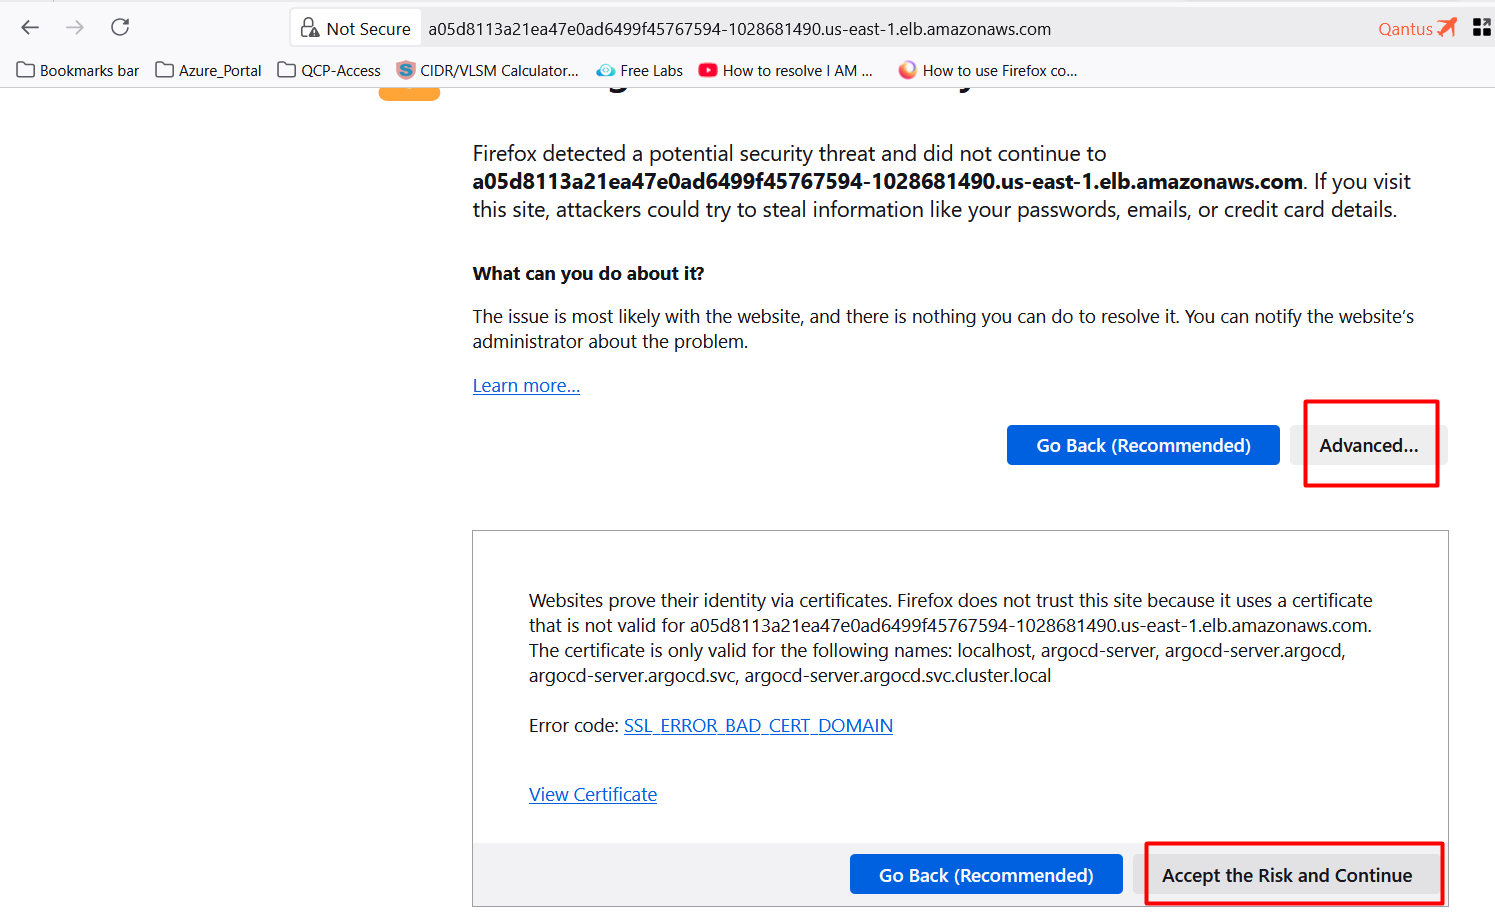 Not Secure a05d8113a21ea47e0ad6499f45767594-1028681490.us-east-1.elb.amazonaws.com Qantus
Bookmarks bar Azure_Portal QCP-Access CIDR/VLSM Calculator... Free Labs How to resolve I AM ... How to use Firefox co...
Firefox detected a potential security threat and did not continue to
a05d8113a21ea47e0ad6499f45767594-1028681490.us-east-1.elb.amazonaws.com. If you visit
this site, attackers could try to steal information like your passwords, emails, or credit card details.
What can you do about it?
The issue is most likely with the website, and there is nothing you can do to resolve it. You can notify the website's
administrator about the problem.
Learn more...
Go Back (Recommended) Advanced...
Websites prove their identity via certificates. Firefox does not trust this site because it uses a certificate
that is not valid for a05d8113a21ea47e0ad6499f45767594-1028681490.us-east-1.elb.amazonaws.com.
The certificate is only valid for the following names: localhost, argocd-server, argocd-server.argocd,
argocd-server.argocd.svc, argocd-server.argocd.svc.cluster.local
Error code: SSL_ERROR_BAD_CERT_DOMAIN
View Certificate
Go Back (Recommended) Accept the Risk and Continue